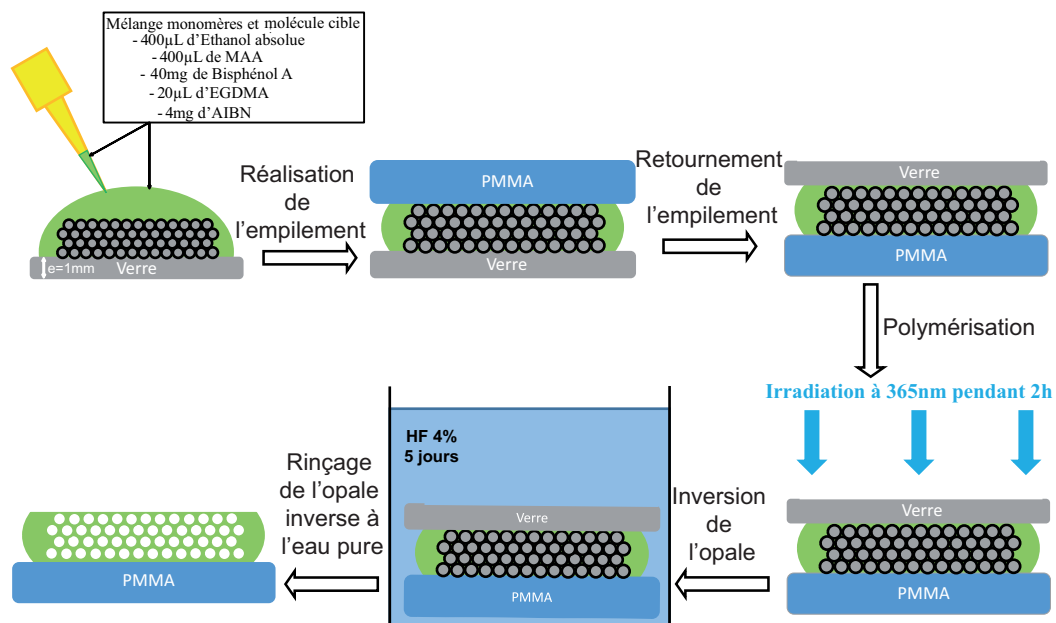 Mélange monomères et molécule cible
- 400µL d'Ethanol absolue
- 400µL de MAA
- 40mg de Bisphénol A
- 20µL d'EGDMA
- 4mg d'AIBN
e=1mm
Verre
Réalisation
de
l'empilement
PMMA
Verre
Retournement
de
l'empilement
Verre
PMMA
Polymérisation
Irradiation à 365nm pendant 2h
Verre
PMMA
Inversion
de
l'opale
HF 4%
5 jours
Verre
PMMA
Rinçage
de l'opale
inverse à
l'eau pure
PMMA